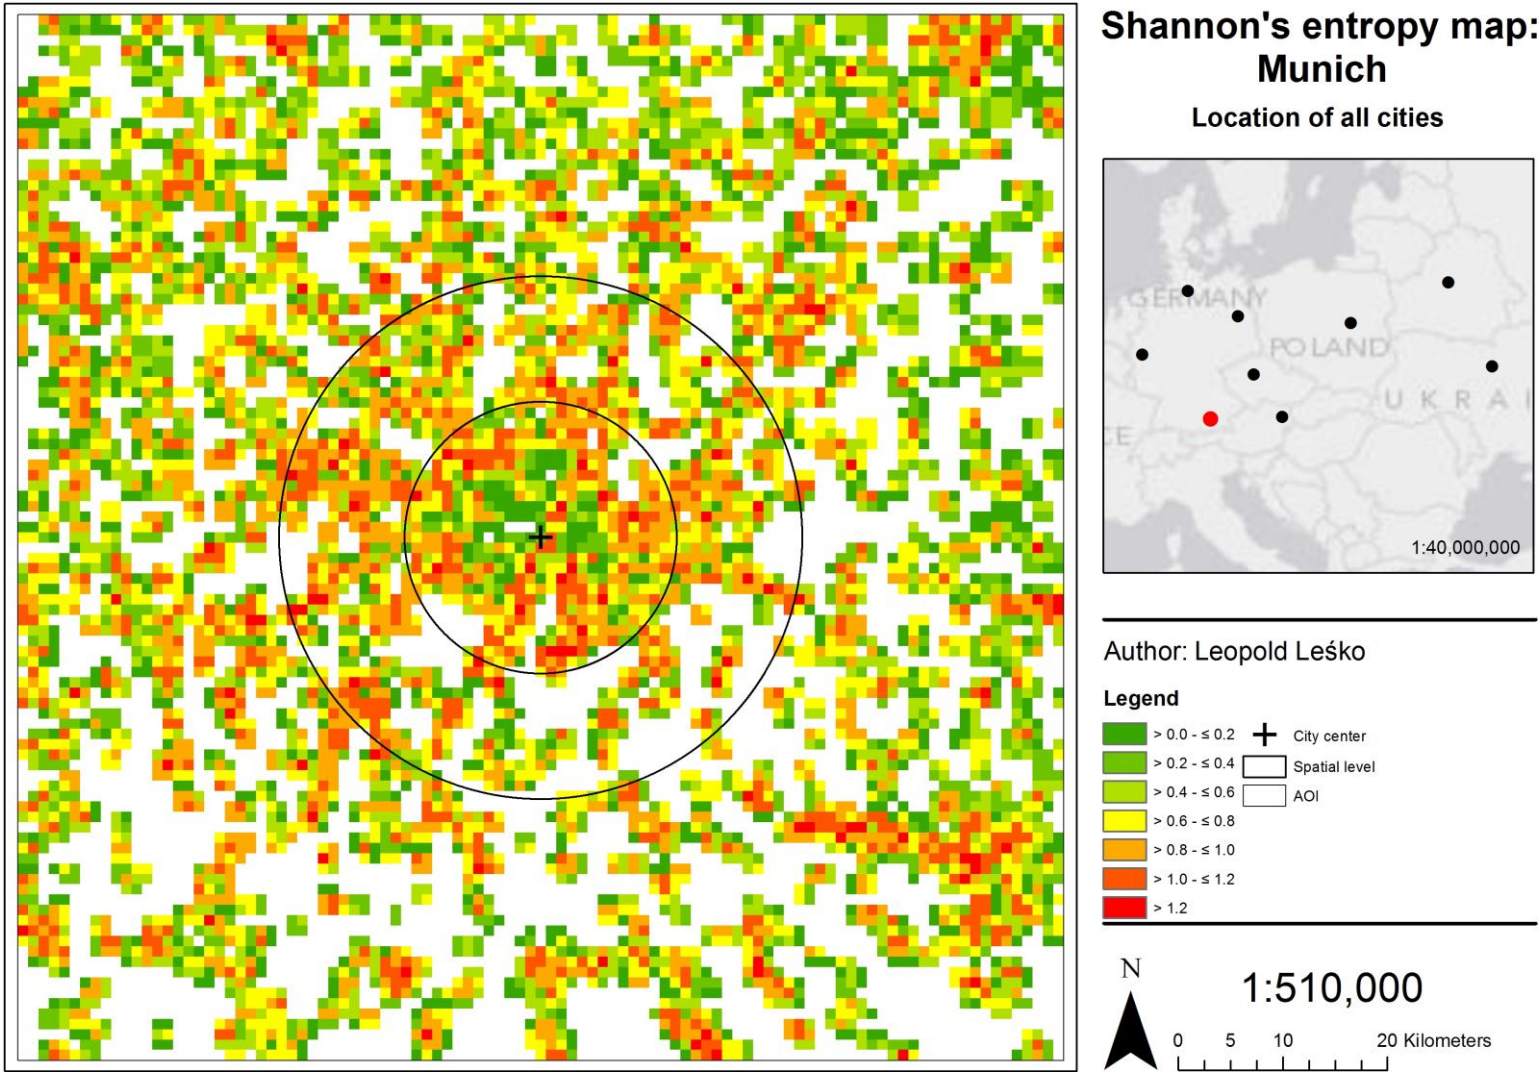 Shannon's entropy map:
Munich
Location of all cities
GERMANY
POLAND
UKRAI
CE
1:40,000,000
Author: Leopold Leśko
Legend
> 0.0 - ≤ 0.2
City center
> 0.2 - ≤ 0.4
Spatial level
> 0.4 - ≤ 0.6
AOI
> 0.6 - ≤ 0.8
> 0.8 - ≤ 1.0
> 1.0 - ≤ 1.2
> 1.2
N
1:510,000
0 5 10 20 Kilometers